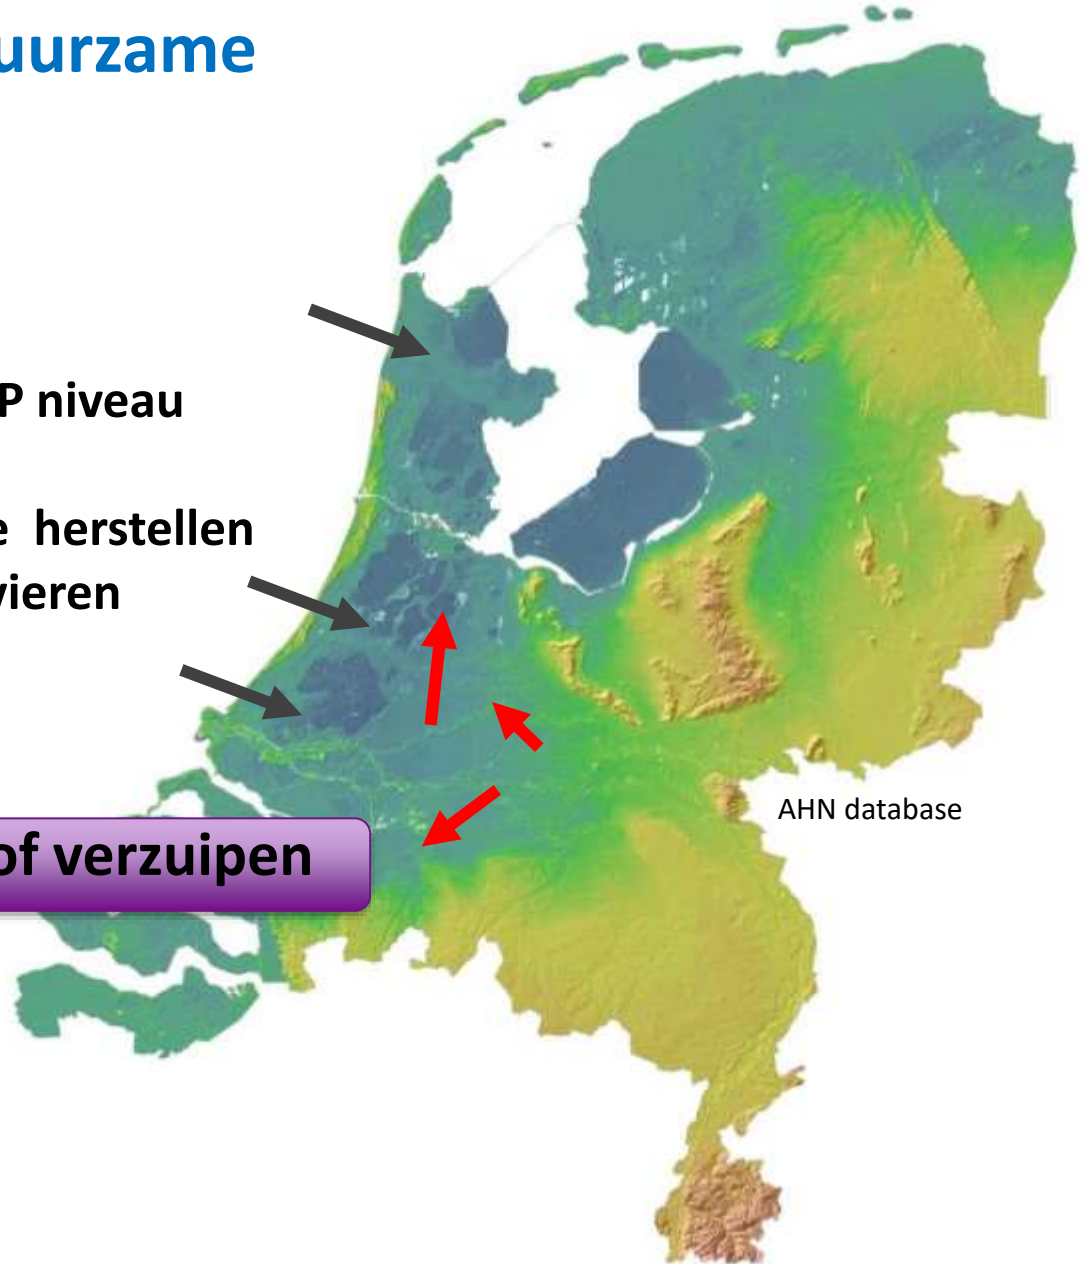 uurzame
P niveau
e herstellen
vieren
AHN database
of verzuipen